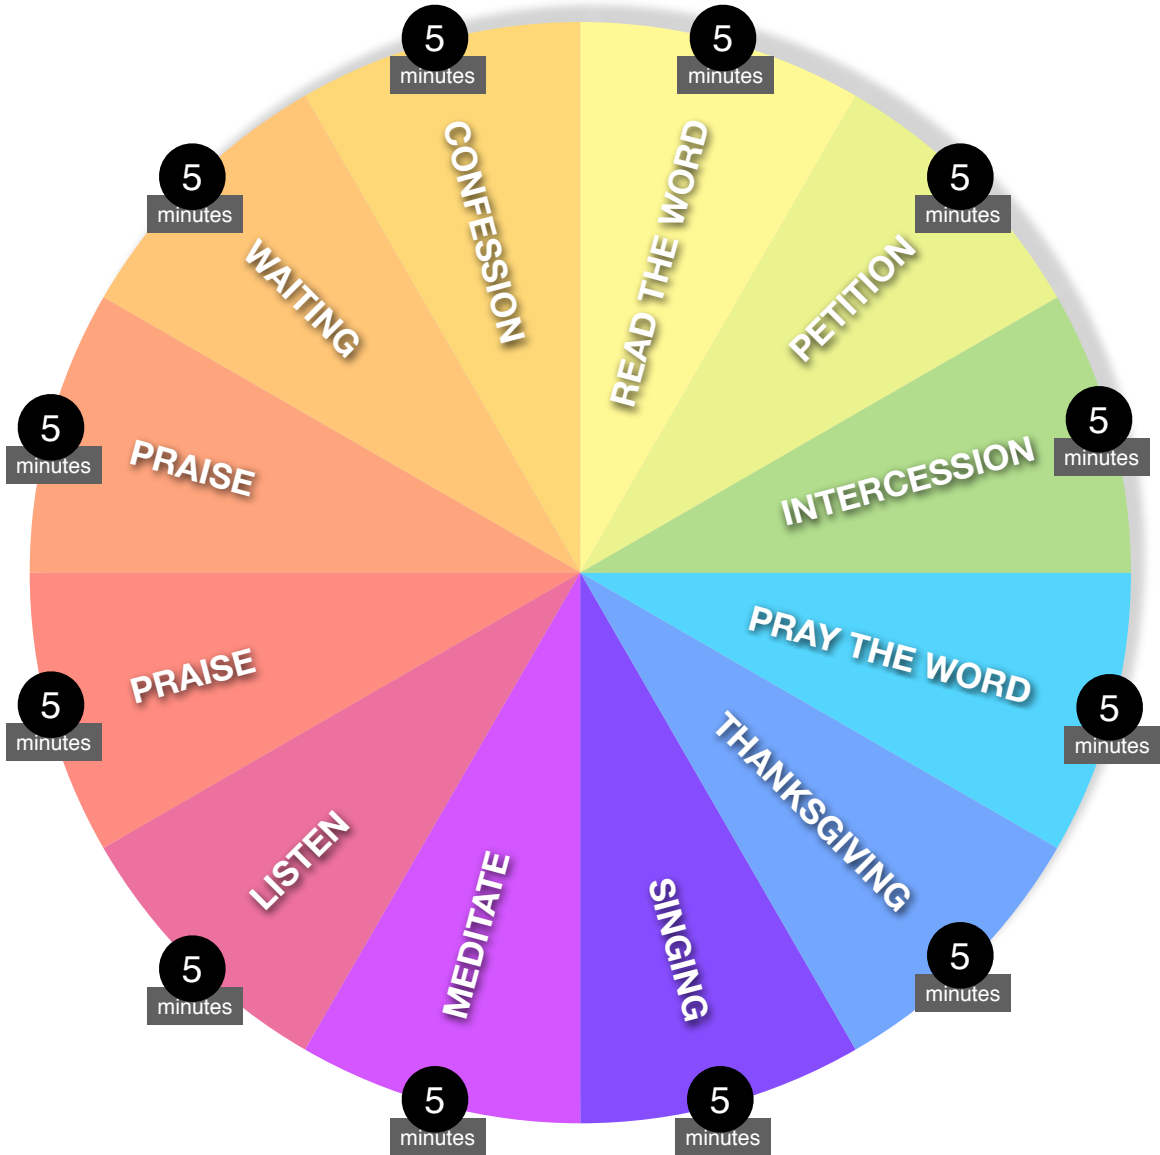 5
minutes
READ THE WORD
5
minutes
PETITION
5
minutes
INTERCESSION
5
minutes
PRAY THE WORD
5
minutes
THANKSGIVING
5
minutes
SINGING
5
minutes
MEDITATE
5
minutes
LISTEN
5
minutes
PRAISE
5
minutes
PRAISE
5
minutes
WAITING
5
minutes
CONFESSION